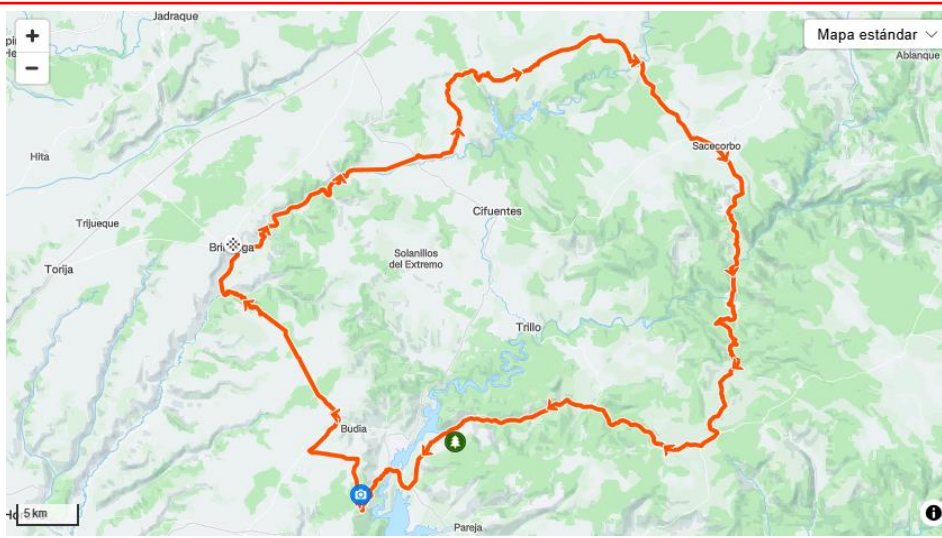 Jadraque
+
−
Mapa estándar
Ablanque
Hita
Sacecorbo
Trijueque
Cifuentes
Torija
Solanillos
del Extremo
Trillo
Budia
5 km
Pareja